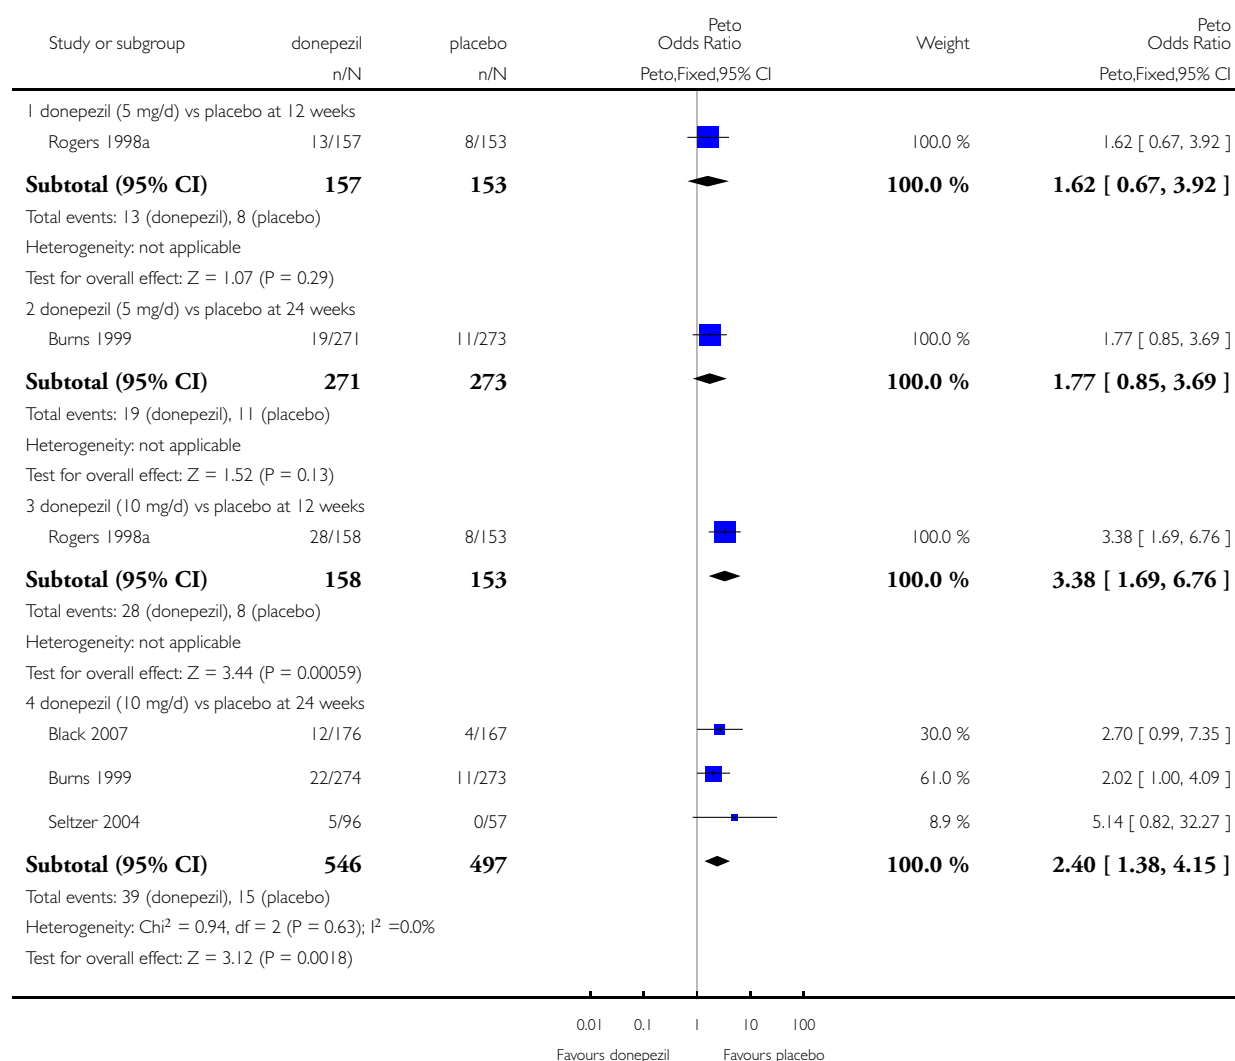 Study or subgroup donepezil placebo Peto Odds Ratio Weight Peto Odds Ratio
n/N n/N Peto,Fixed,95% CI Peto,Fixed,95% CI
1 donepezil (5 mg/d) vs placebo at 12 weeks
Rogers 1998a 13/157 8/153 100.0 % 1.62 [ 0.67, 3.92 ]
Subtotal (95% CI) 157 153 100.0 % 1.62 [ 0.67, 3.92 ]
Total events: 13 (donepezil), 8 (placebo)
Heterogeneity: not applicable
Test for overall effect: Z = 1.07 (P = 0.29)
2 donepezil (5 mg/d) vs placebo at 24 weeks
Burns 1999 19/271 11/273 100.0 % 1.77 [ 0.85, 3.69 ]
Subtotal (95% CI) 271 273 100.0 % 1.77 [ 0.85, 3.69 ]
Total events: 19 (donepezil), 11 (placebo)
Heterogeneity: not applicable
Test for overall effect: Z = 1.52 (P = 0.13)
3 donepezil (10 mg/d) vs placebo at 12 weeks
Rogers 1998a 28/158 8/153 100.0 % 3.38 [ 1.69, 6.76 ]
Subtotal (95% CI) 158 153 100.0 % 3.38 [ 1.69, 6.76 ]
Total events: 28 (donepezil), 8 (placebo)
Heterogeneity: not applicable
Test for overall effect: Z = 3.44 (P = 0.00059)
4 donepezil (10 mg/d) vs placebo at 24 weeks
Black 2007 12/176 4/167 30.0 % 2.70 [ 0.99, 7.35 ]
Burns 1999 22/274 11/273 61.0 % 2.02 [ 1.00, 4.09 ]
Seltzer 2004 5/96 0/57 8.9 % 5.14 [ 0.82, 32.27 ]
Subtotal (95% CI) 546 497 100.0 % 2.40 [ 1.38, 4.15 ]
Total events: 39 (donepezil), 15 (placebo)
Heterogeneity: Chi² = 0.94, df = 2 (P = 0.63); I² =0.0%
Test for overall effect: Z = 3.12 (P = 0.0018)
0.01 0.1 1 10 100
Favours donepezil Favours placebo